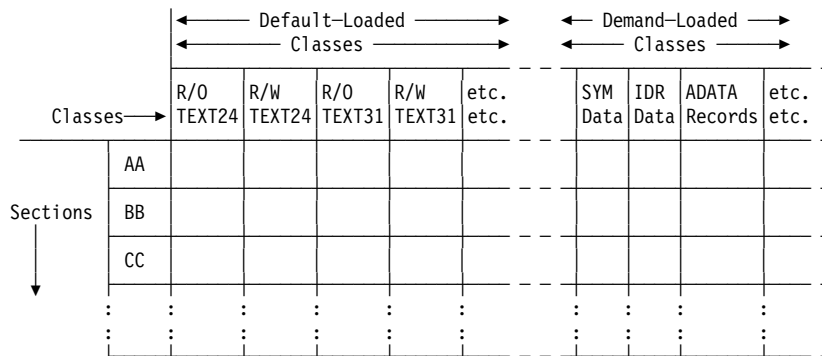 Default-Loaded Demand-Loaded
Classes Classes
R/O R/W R/O R/W etc. SYM IDR ADATA etc.
Classes TEXT24 TEXT24 TEXT31 TEXT31 etc. Data Data Records etc.
AA
Sections BB
CC
: : : : : : : : : : :
: : : : : : : : : : :